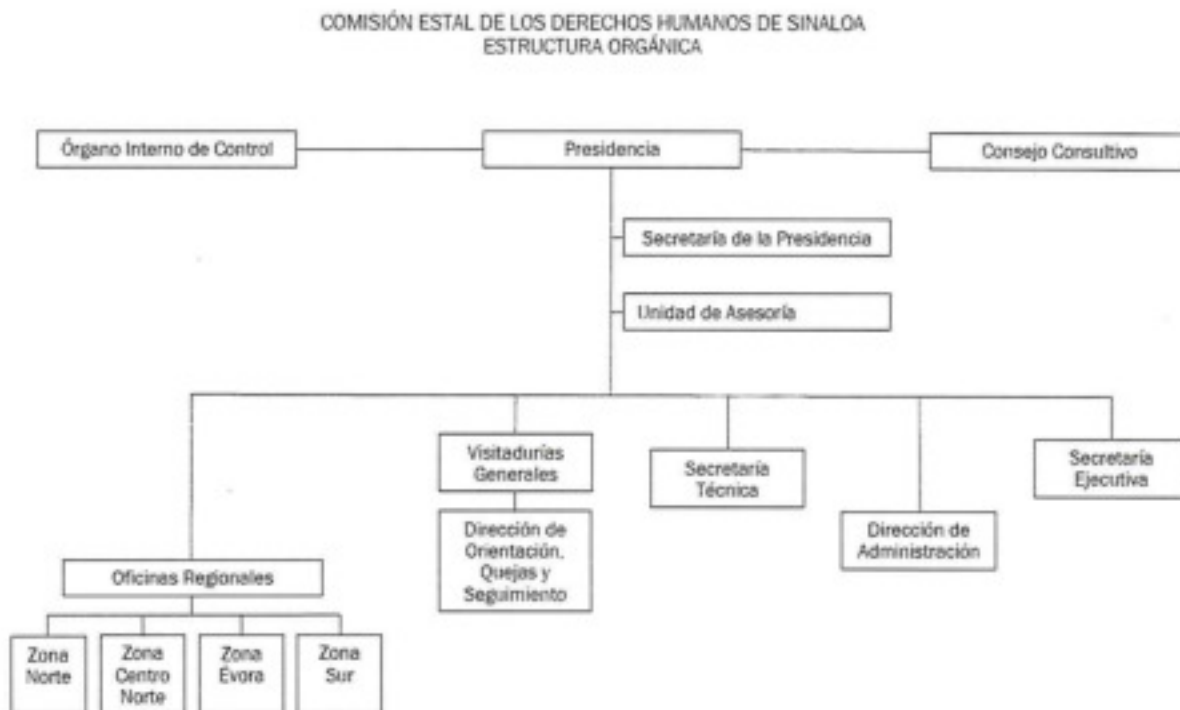 COMISIÓN ESTAL DE LOS DERECHOS HUMANOS DE SINALOA
ESTRUCTURA ORGÁNICA
Órgano Interno de Control
Presidencia
Consejo Consultivo
Secretaría de la Presidencia
Unidad de Asesoría
Visitadurías
Generales
Secretaría
Técnica
Secretaría
Ejecutiva
Dirección de
Orientación,
Quejas y
Seguimiento
Dirección de
Administración
Oficinas Regionales
Zona
Norte
Zona
Centro
Norte
Zona
Évora
Zona
Sur